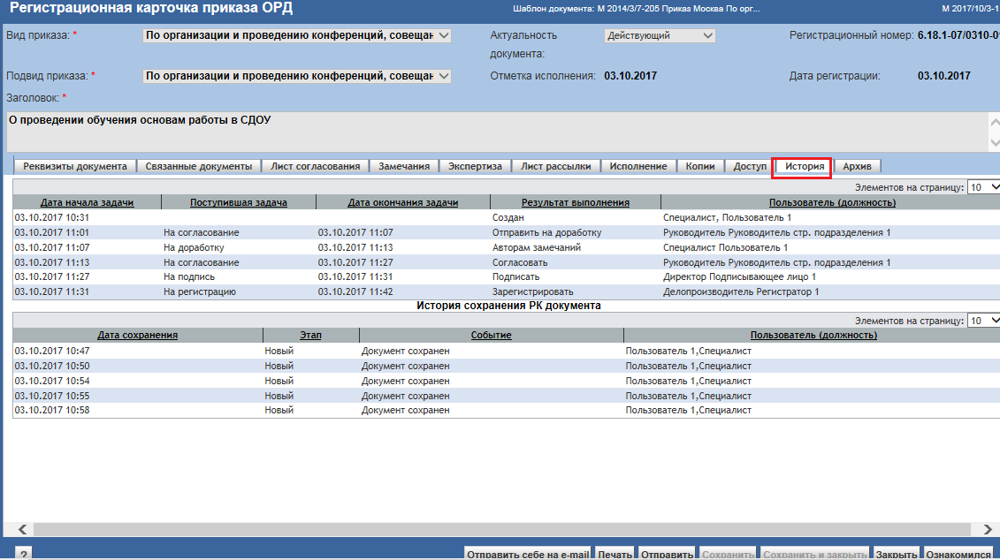 Регистрационная карточка приказа ОРД
Шаблон документа: М 2014/3/7-205 Приказ Москва По орг...
М 2017/10/3-1
Вид приказа: *
По организации и проведению конференций, совещан
Актуальность документа:
Действующий
Регистрационный номер: 6.18.1-07/0310-0
Подвид приказа: *
По организации и проведению конференций, совещан
Отметка исполнения: 03.10.2017
Дата регистрации: 03.10.2017
Заголовок: *
О проведении обучения основам работы в СДОУ
Реквизиты документа Связанные документы Лист согласования Замечания Экспертиза Лист рассылки Исполнение Копии Доступ История Архив
Элементов на страницу: 10
Дата начала задачи Поступившая задача Дата окончания задачи Результат выполнения Пользователь (должность)
03.10.2017 10:31 Создан Специалист, Пользователь 1
03.10.2017 11:01 На согласование 03.10.2017 11:07 Отправить на доработку Руководитель Руководитель стр. подразделения 1
03.10.2017 11:07 На доработку 03.10.2017 11:13 Авторам замечаний Специалист Пользователь 1
03.10.2017 11:13 На согласование 03.10.2017 11:27 Согласовать Руководитель Руководитель стр. подразделения 1
03.10.2017 11:27 На подпись 03.10.2017 11:31 Подписать Директор Подписывающее лицо 1
03.10.2017 11:31 На регистрацию 03.10.2017 11:42 Зарегистрировать Делопроизводитель Регистратор 1
История сохранения РК документа
Элементов на страницу: 10
Дата сохранения Этап Событие Пользователь (должность)
03.10.2017 10:47 Новый Документ сохранен Пользователь 1,Специалист
03.10.2017 10:50 Новый Документ сохранен Пользователь 1,Специалист
03.10.2017 10:54 Новый Документ сохранен Пользователь 1,Специалист
03.10.2017 10:55 Новый Документ сохранен Пользователь 1,Специалист
03.10.2017 10:58 Новый Документ сохранен Пользователь 1,Специалист
? Отправить себе на e-mail Печать Отправить Сохранить Сохранить и закрыть Закрыть Ознакомился